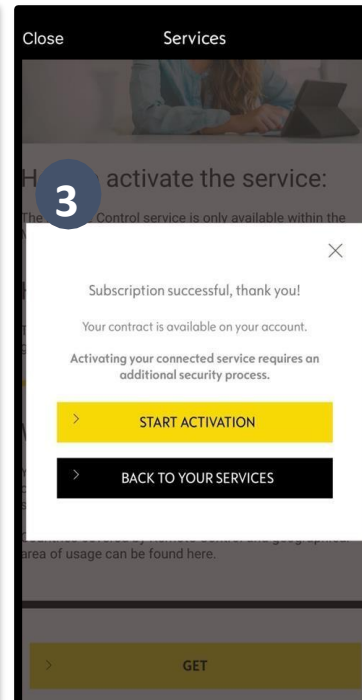 Close Services
activate the service:
3
The Control service is only available within the
Subscription successful, thank you!
Your contract is available on your account.
Activating your connected service requires an
additional security process.
START ACTIVATION
BACK TO YOUR SERVICES
area of usage can be found here.
GET